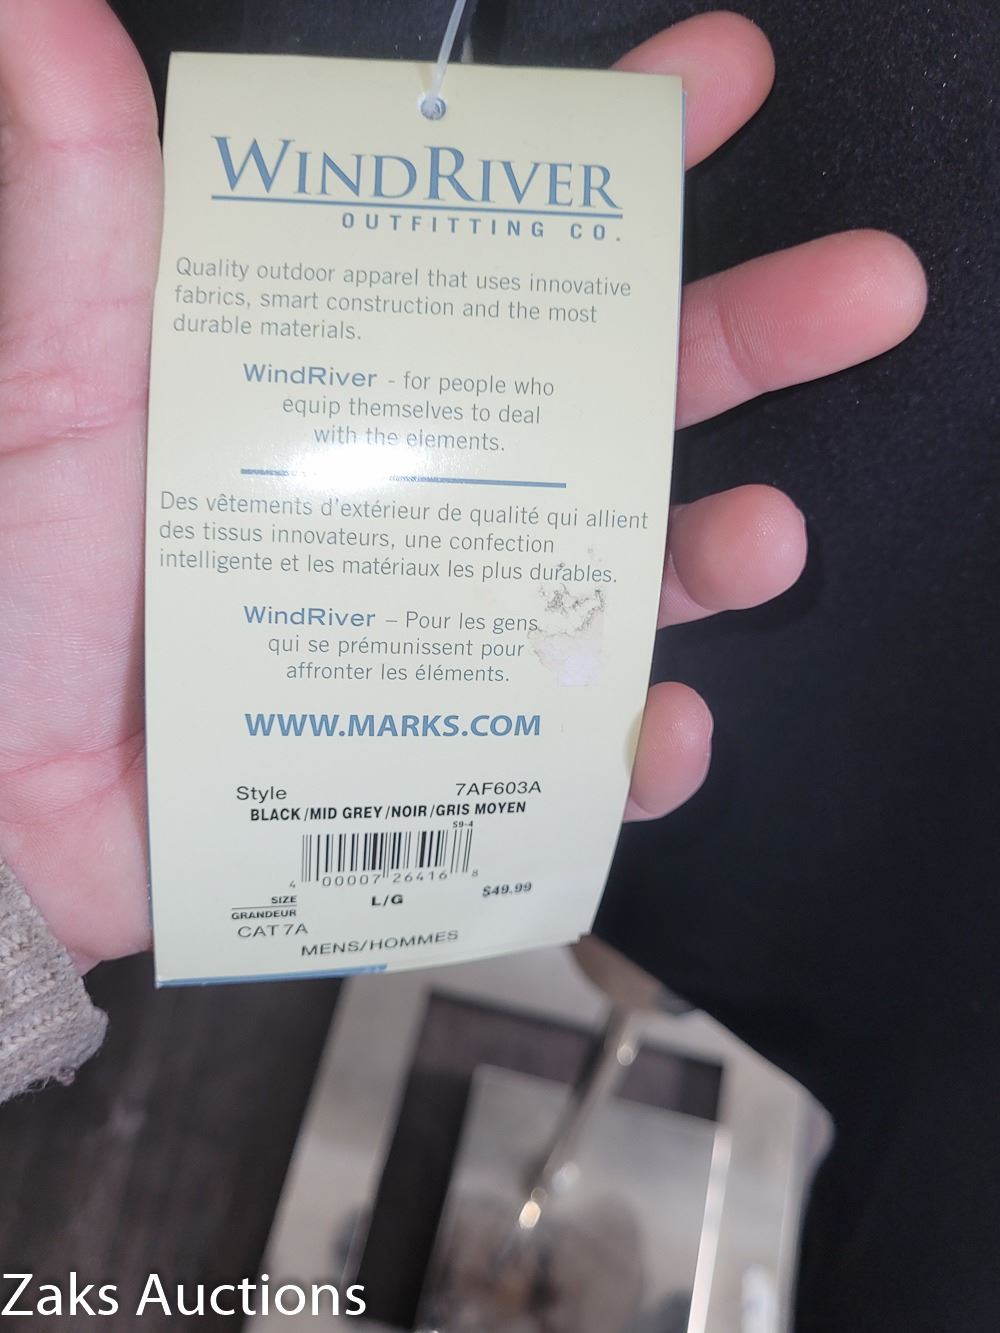 WINDRIVER
OUTFITTING CO.
Quality outdoor apparel that uses innovative
fabrics, smart construction and the most
durable materials.
WindRiver - for people who
equip themselves to deal
with the elements.
Des vêtements d'extérieur de qualité qui allient
des tissus innovateurs, une confection
intelligente et les matériaux les plus durables.
WindRiver – Pour les gens
qui se prémunissent pour
affronter les éléments.
WWW.MARKS.COM
Style 7AF603A
BLACK/MID GREY/NOIR/GRIS MOYEN
S9-4
4 00007 26416 8
SIZE L/G $49.99
GRANDEUR
CAT 7A
MENS/HOMMES
Zaks Auctions